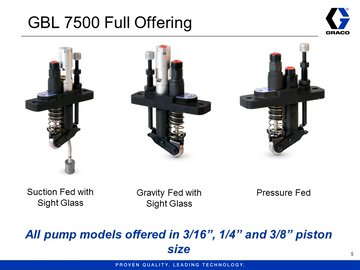 GBL 7500 Full Offering
GRACO
Suction Fed with
Sight Glass
Gravity Fed with
Sight Glass
Pressure Fed
All pump models offered in 3/16”, 1/4” and 3/8” piston
size
5
PROVEN QUALITY. LEADING TECHNOLOGY.